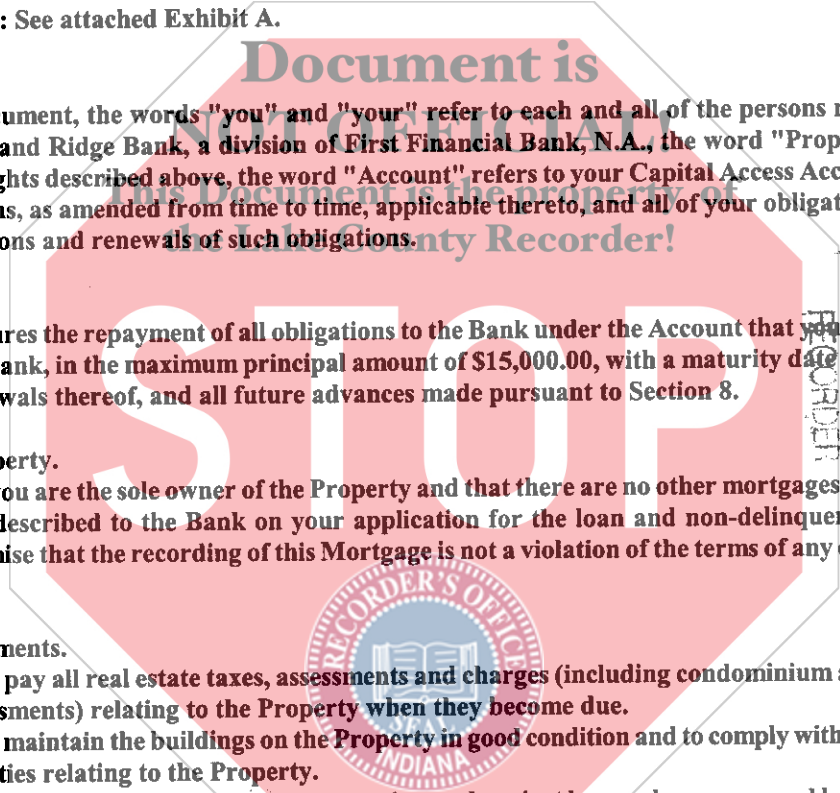 : See attached Exhibit A.
Document is
ument, the words "you" and "your" refer to each and all of the persons
NOT OFFICIAL!
and Ridge Bank, a division of First Financial Bank, N.A., the word "Prop
ghts described above, the word "Account" refers to your Capital Access Acc
This Document is the property of
s, as amended from time to time, applicable thereto, and all of your obligat
ons and renewals of such obligations.
the Lake County Recorder!
RECORDER
ures the repayment of all obligations to the Bank under the Account that you
ank, in the maximum principal amount of $15,000.00, with a maturity date
wals thereof, and all future advances made pursuant to Section 8.
STOP
perty.
ou are the sole owner of the Property and that there are no other mortgages
described to the Bank on your application for the loan and non-delinquen
ise that the recording of this Mortgage is not a violation of the terms of any
RECORDER'S OFFICE
ments.
pay all real estate taxes, assessments and charges (including condominium
sments) relating to the Property when they become due.
SEAL
maintain the buildings on the Property in good condition and to comply with
INDIANA
ties relating to the Property.